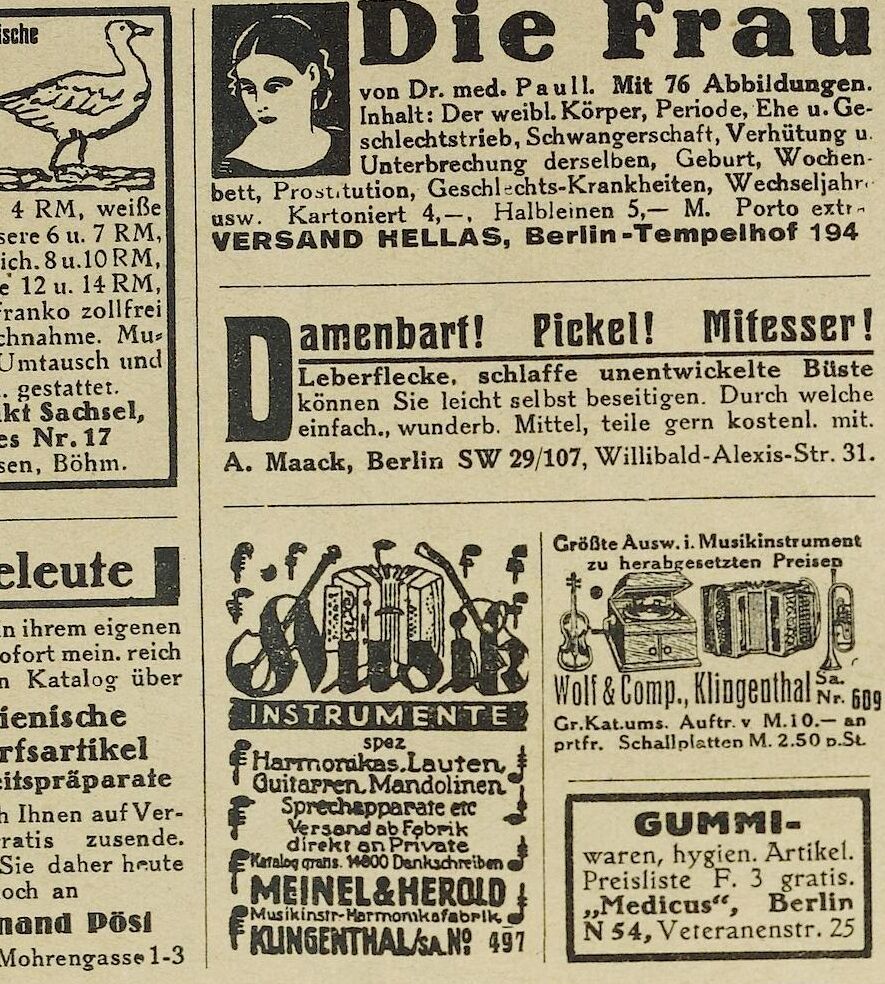 ische
4 RM, weiße
sere 6 u. 7 RM,
ich. 8 u. 10 RM,
e 12 u. 14 RM,
franko zollfrei
chnahme. Mu-
Umtausch und
. gestattet.
kt Sachsel,
es Nr. 17
sen, Böhm.
eleute
n ihrem eigenen
ofort mein. reich
n Katalog über
ienische
rfsartikel
eitspräparate
h Ihnen auf Ver-
ratis zusende.
Sie daher heute
och an
nand Pösl
Mohrengasse 1-3
Die Frau
von Dr. med. Paull. Mit 76 Abbildungen.
Inhalt: Der weibl. Körper, Periode, Ehe u. Ge-
schlechtstrieb, Schwangerschaft, Verhütung u.
Unterbrechung derselben, Geburt, Wochen-
bett, Prostitution, Geschlechts-Krankheiten, Wechseljahre
usw. Kartoniert 4,—, Halbleinen 5,— M. Porto extra
VERSAND HELLAS, Berlin-Tempelhof 194
Damenbart! Pickel! Mitesser!
Leberflecke, schlaffe unentwickelte Büste
können Sie leicht selbst beseitigen. Durch welche
einfach., wunderb. Mittel, teile gern kostenl. mit.
A. Maack, Berlin SW 29/107, Willibald-Alexis-Str. 31.
Musik
INSTRUMENTE
spez
Harmonikas, Lauten,
Guitarren, Mandolinen
Sprechapparate etc
Versand ab Fabrik
direkt an Private
Katalog grans. 14800 Dankschreiben
MEINEL & HEROLD
Musikinstr-Harmonikafabrik
KLINGENTHAL/SA. No 497
Größte Ausw. i. Musikinstrument
zu herabgesetzten Preisen
Wolf & Comp., Klingenthal Sa. Nr. 609
Gr. Kat. ums. Auftr. v M. 10.— an
prtfr. Schallplatten M. 2.50 p. St.
GUMMI-
waren, hygien. Artikel.
Preisliste F. 3 gratis.
„Medicus“, Berlin
N 54, Veteranenstr. 25